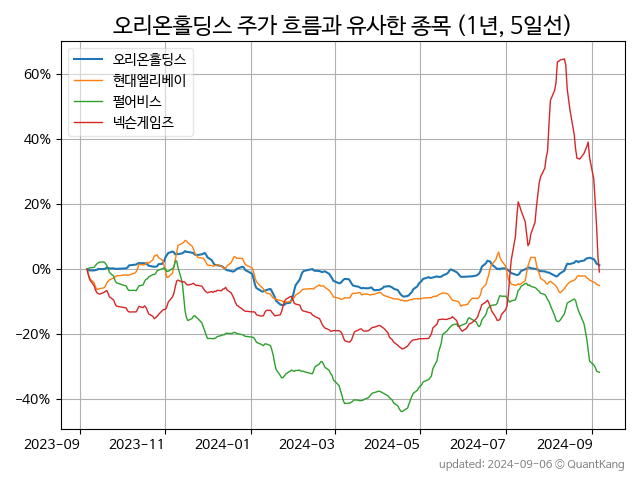 오리온홀딩스 주가 흐름과 유사한 종목 (1년, 5일선)
오리온홀딩스
현대엘리베이
펄어비스
넥슨게임즈
60%
40%
20%
0%
−20%
−40%
2023−09
2023−11
2024−01
2024−03
2024−05
2024−07
2024−09
updated: 2024−09−06 © QuantKang